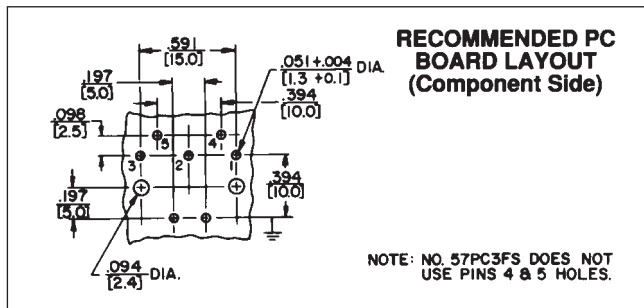 RECOMMENDED PC
BOARD LAYOUT
(Component Side)
.591
[15.0]
.051+.004 DIA.
[1.3 +0.1]
.197
[5.0]
.394
[10.0]
.098
[2.5]
5
4
3
2
1
.394
[10.0]
.197
[5.0]
.094 DIA.
[2.4]
NOTE: NO. 57PC3FS DOES NOT
USE PINS 4 & 5 HOLES.